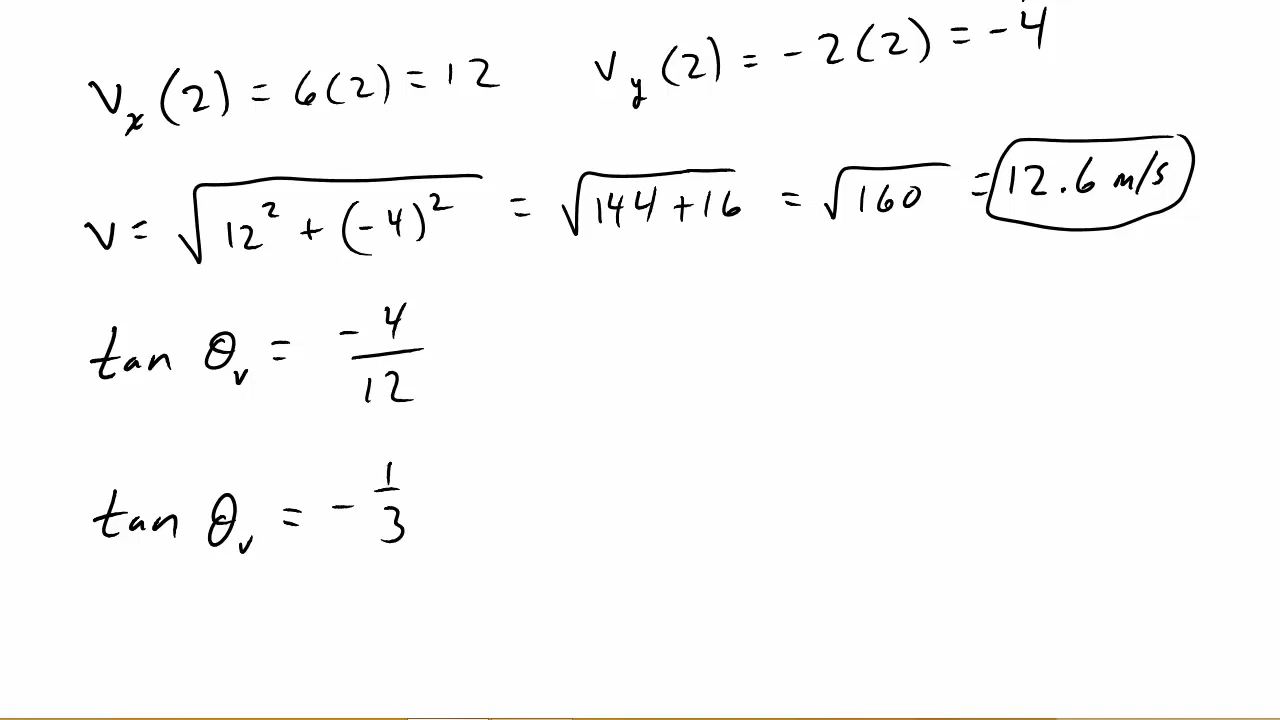 Vx(2) = 6(2) = 12 Vy(2) = -2(2) = -4
V = √(12² + (-4)²) = √(144+16) = √160 = 12.6 m/s
tan θv = -4/12
tan θv = -1/3